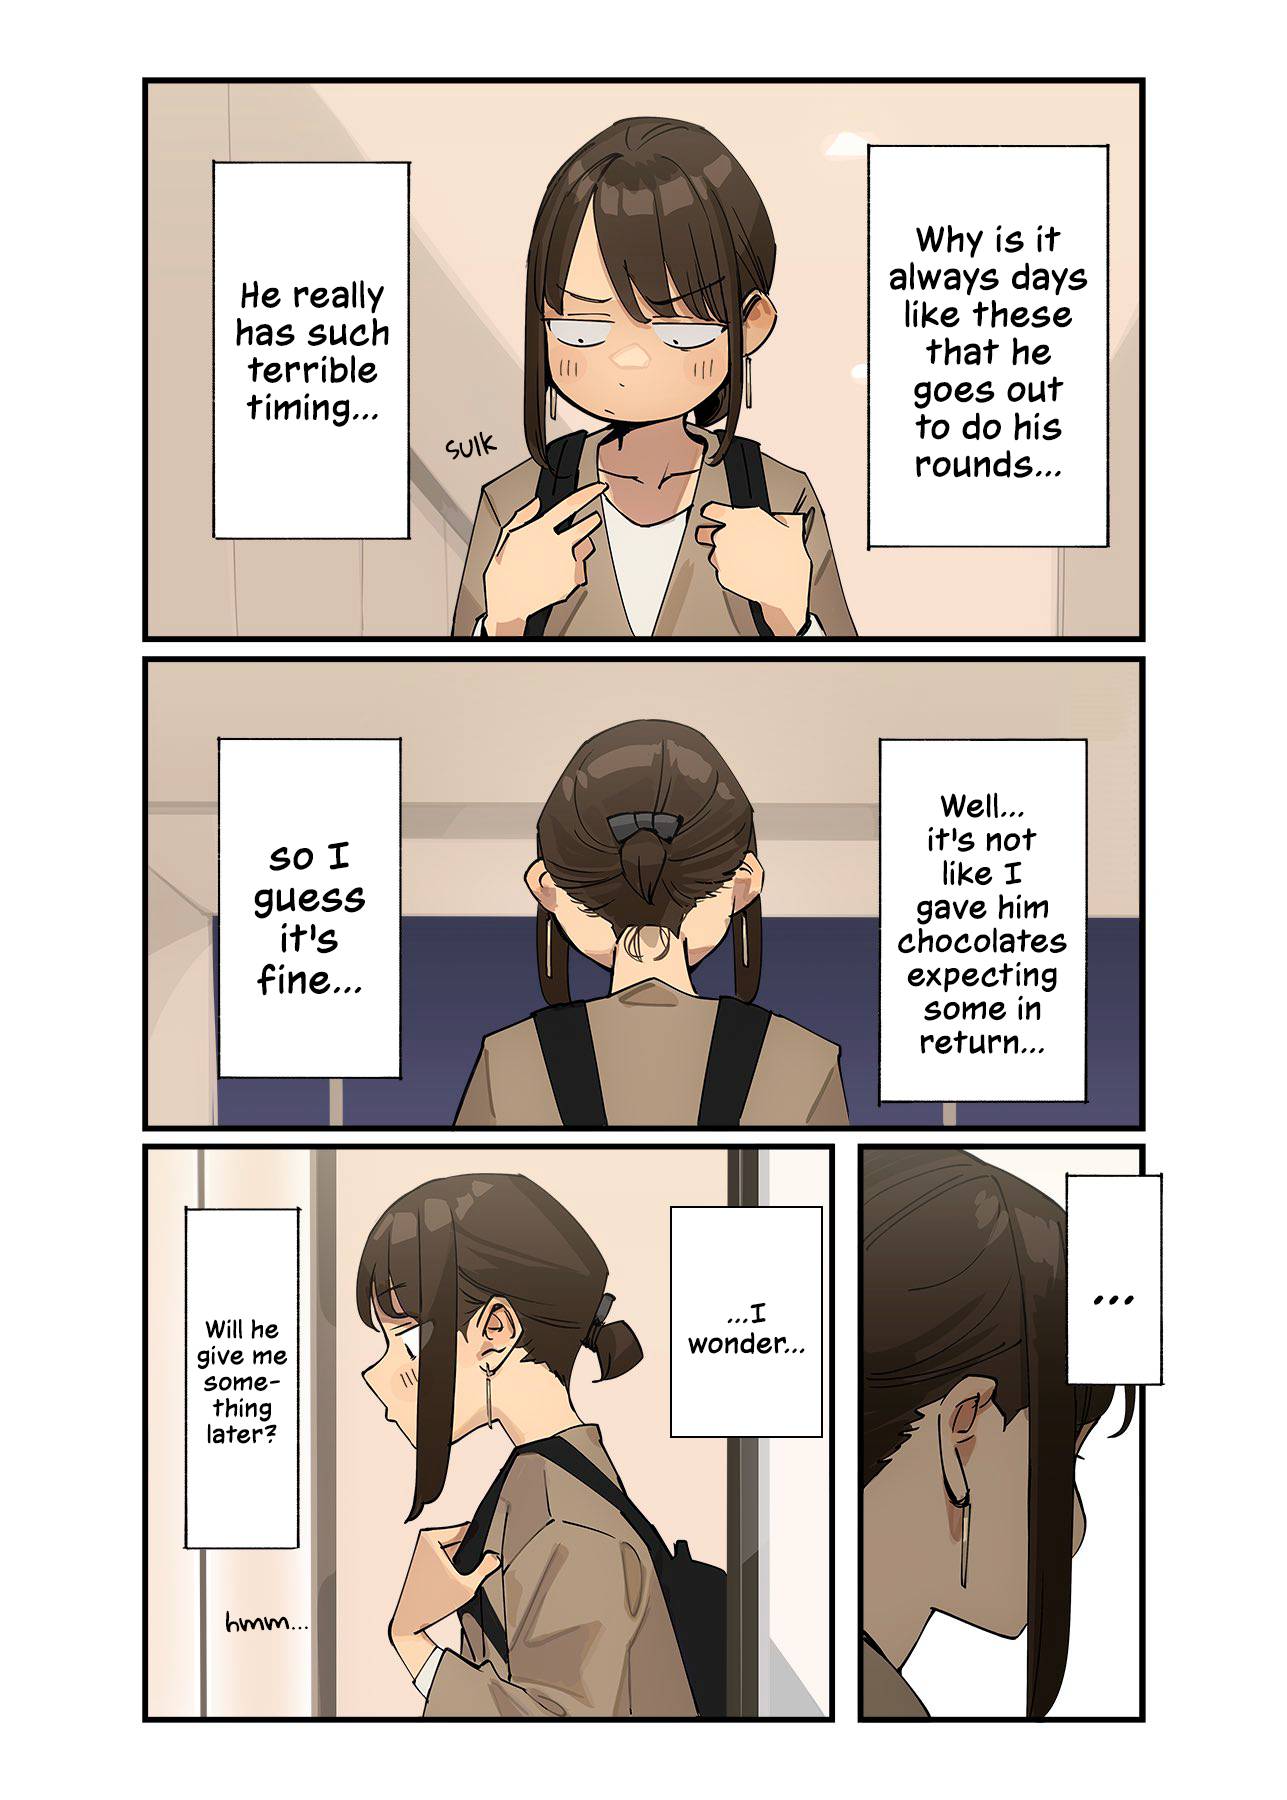 Why is it
always days
like these
that he
goes out
to do his
rounds...
He really
has such
terrible
timing...
sulk
Well...
it's not
like I
gave him
chocolates
expecting
some in
return...
so I
guess
it's
fine...
...
...I
wonder...
Will he
give me
some-
thing
later?
hmm...